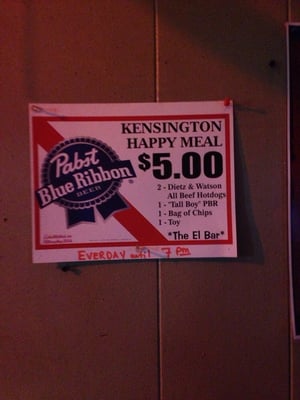 KENSINGTON
HAPPY MEAL
$5.00
Pabst
Blue Ribbon
BEER
2 - Dietz & Watson
All Beef Hotdogs
1 - "Tall Boy" PBR
1 - Bag of Chips
1 - Toy
*The El Bar*
EVERDAY until 7 pm